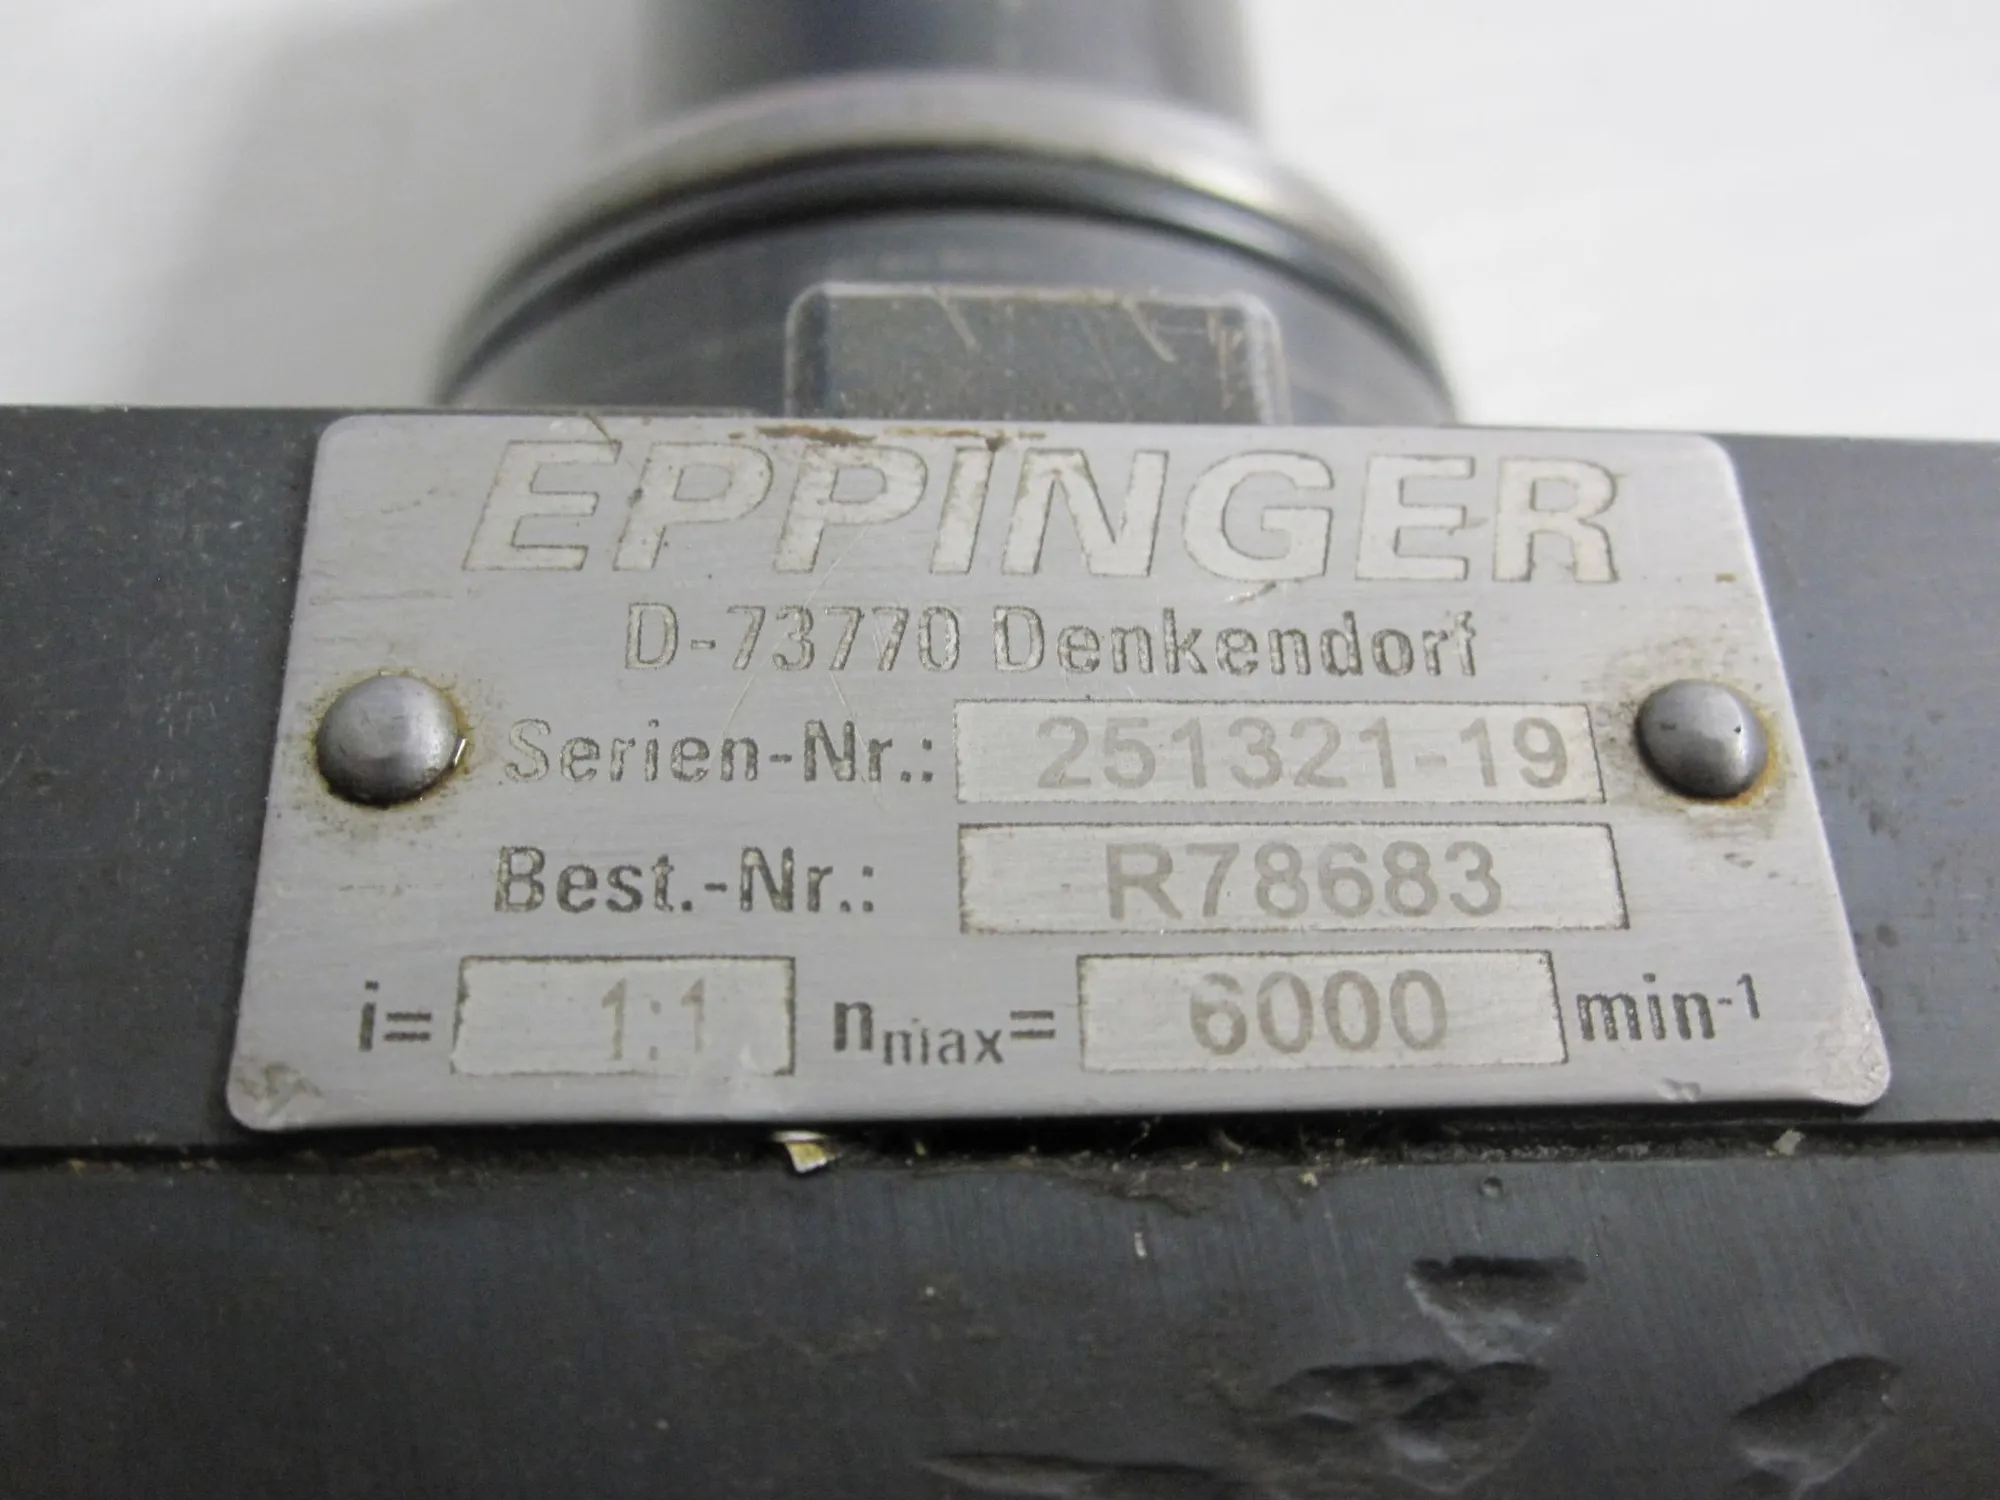 EPPINGER
D-73770 Denkendorf
Serien-Nr.: 251321-19
Best.-Nr.: R78683
i= 1:1 nmax= 6000 min-1